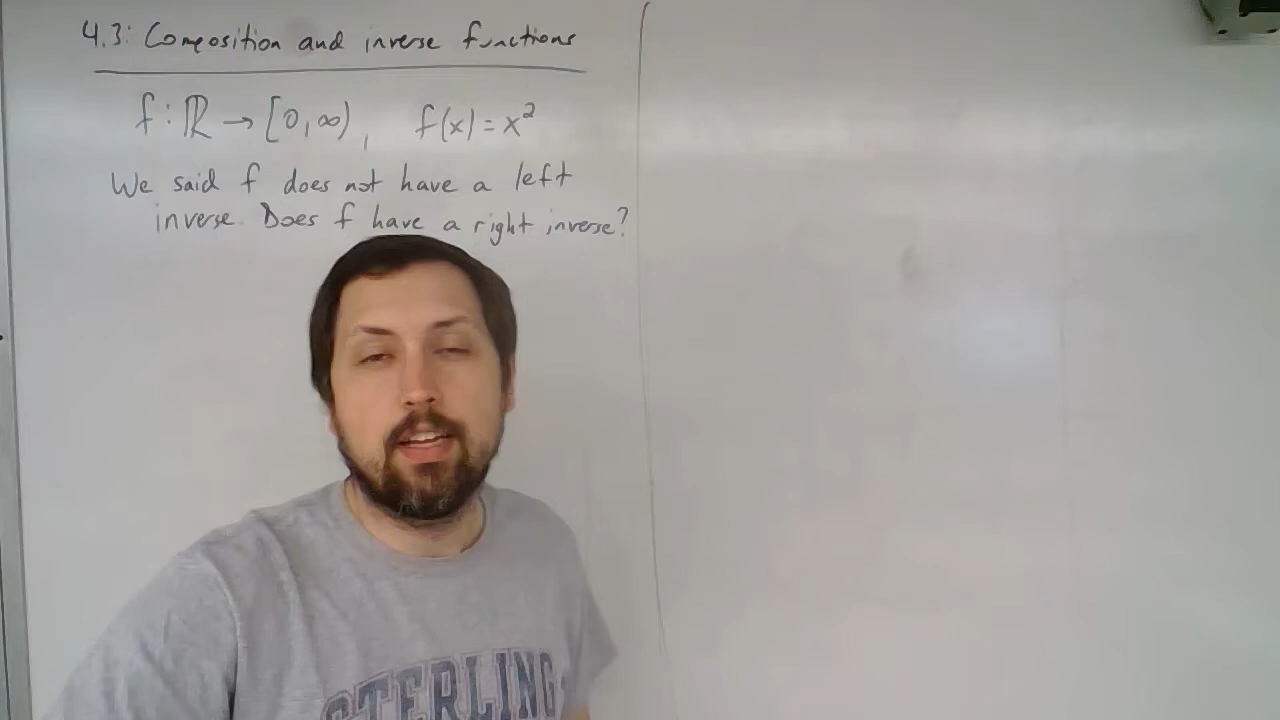 4.3: Composition and inverse functions
f: ℝ → [0,∞), f(x) = x²
We said f does not have a left
inverse. Does f have a right inverse?
STERLING